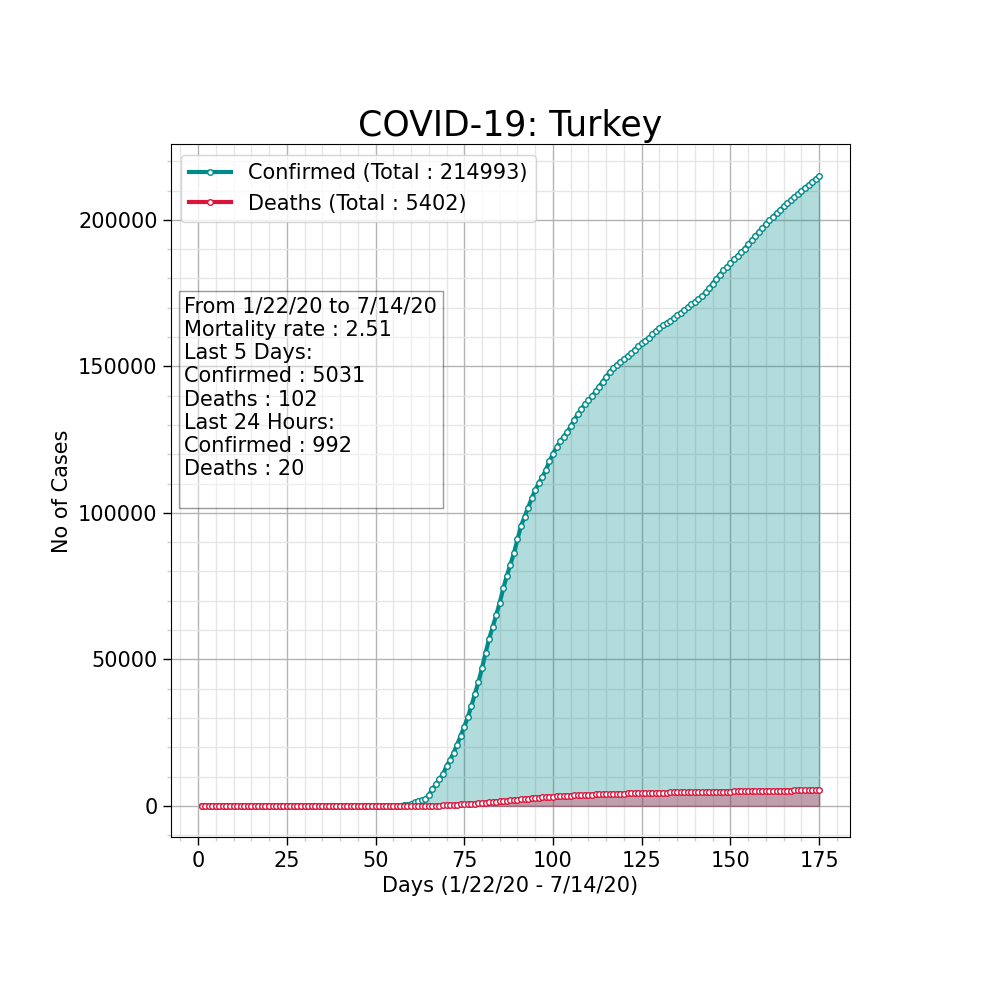 COVID-19: Turkey
Confirmed (Total : 214993)
Deaths (Total : 5402)
From 1/22/20 to 7/14/20
Mortality rate : 2.51
Last 5 Days:
Confirmed : 5031
Deaths : 102
Last 24 Hours:
Confirmed : 992
Deaths : 20
No of Cases
200000
150000
100000
50000
0
0 25 50 75 100 125 150 175
Days (1/22/20 - 7/14/20)